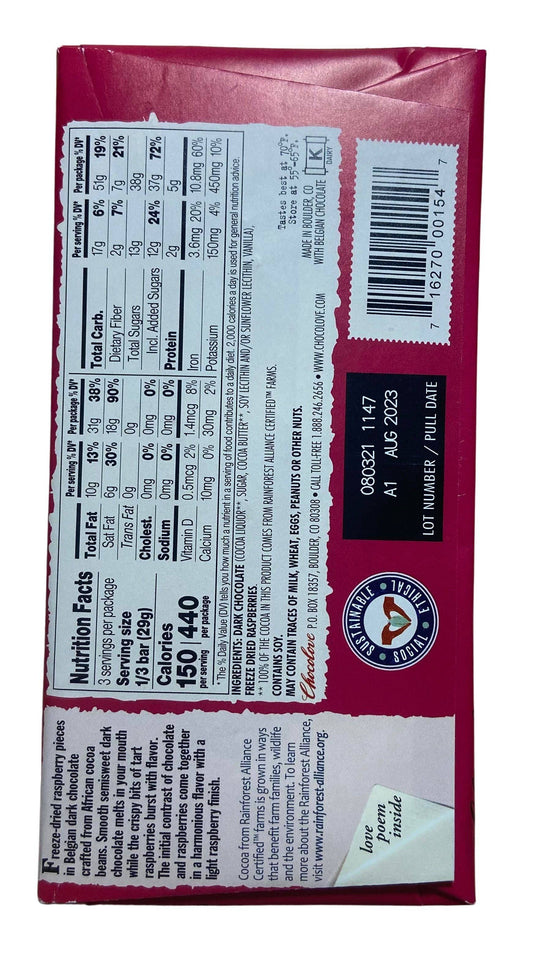 Freeze-dried raspberry pieces
in Belgian dark chocolate
crafted from African cocoa
beans. Smooth semisweet dark
chocolate melts in your mouth
while the crispy bits of tart
raspberries burst with flavor.
The initial contrast of chocolate
and raspberries come together
in a harmonious flavor with a
light raspberry finish.
Cocoa from Rainforest Alliance
Certified™ farms is grown in ways
that benefit farm families, wildlife
and the environment. To learn
more about the Rainforest Alliance,
visit www.rainforest-alliance.org.
love
poem
inside
Nutrition Facts
3 servings per package
Serving size
1/3 bar (29g)
Calories
150 440
per serving per package
Per serving %DV* Per package %DV*
Total Fat 10g 13% 31g 38%
Sat Fat 6g 30% 18g 90%
Trans Fat 0g 0g
Cholest. 0mg 0% 0mg 0%
Sodium 0mg 0% 0mg 0%
Vitamin D 0.5mcg 2% 1.4mcg 8%
Calcium 10mg 0% 30mg 2%
Per serving %DV* Per package %DV*
Total Carb. 17g 6% 51g 19%
Dietary Fiber 2g 7% 7g 21%
Total Sugars 13g 38g
Incl. Added Sugars 12g 24% 37g 72%
Protein 2g 5g
Iron 3.6mg 20% 10.8mg 60%
Potassium 150mg 4% 450mg 10%
*The % Daily Value (DV) tells you how much a nutrient in a serving of food contributes to a daily diet. 2,000 calories a day is used for general nutrition advice.
INGREDIENTS: DARK CHOCOLATE (COCOA LIQUOR**, SUGAR, COCOA BUTTER**, SOY LECITHIN AND/OR SUNFLOWER LECITHIN, VANILLA),
FREEZE DRIED RASPBERRIES.
** 100% OF THE COCOA IN THIS PRODUCT COMES FROM RAINFOREST ALLIANCE CERTIFIED™ FARMS.
CONTAINS SOY.
MAY CONTAIN TRACES OF MILK, WHEAT, EGGS, PEANUTS OR OTHER NUTS.
Chocolove P.O. BOX 18357, BOULDER, CO 80308 • CALL TOLL-FREE 1.888.246.2656 • WWW.CHOCOLOVE.COM
Tastes best at 70°F.
Store at 55°-65°F.
MADE IN BOULDER, CO
WITH BELGIAN CHOCOLATE
K
DAIRY
SUSTAINABLE • ETHICAL • SOCIAL •
080321 1147
A1 AUG 2023
LOT NUMBER / PULL DATE
7 16270 00154 7